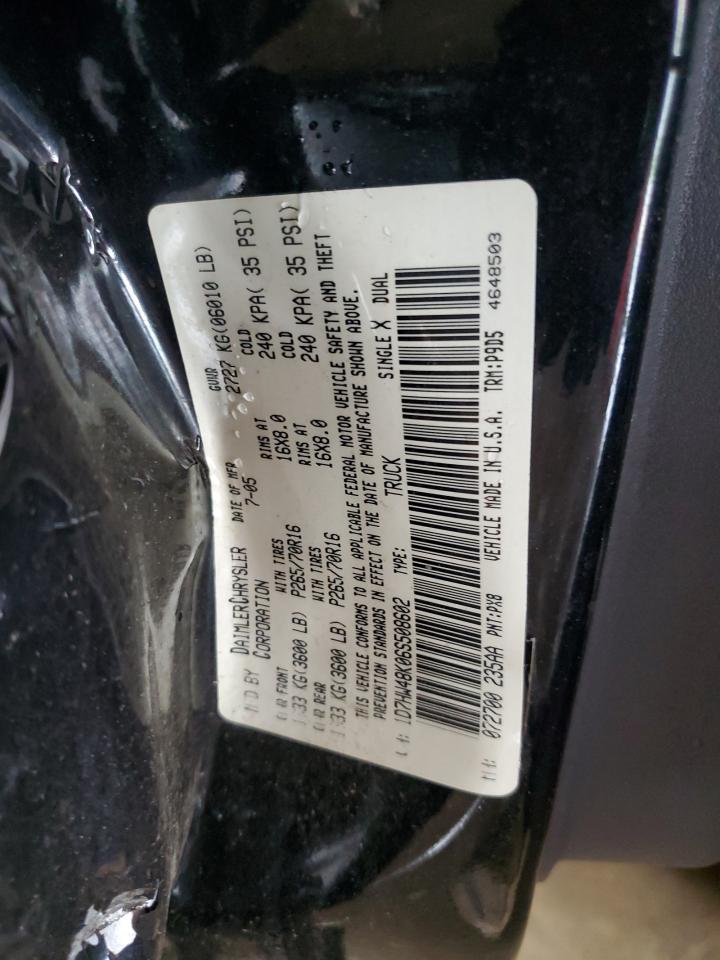 BY DAIMLERCHRYSLER CORPORATION DATE OF MFR 7-05 GVWR 2727 KG(06010 LB)
FRONT WITH TIRES RIMS AT COLD
KG(3600 LB) P265/70R16 16X8.0 240 KPA( 35 PSI)
REAR WITH TIRES RIMS AT COLD
KG(3600 LB) P265/70R16 16X8.0 240 KPA( 35 PSI)
THIS VEHICLE CONFORMS TO ALL APPLICABLE FEDERAL MOTOR VEHICLE SAFETY AND THEFT
PREVENTION STANDARDS IN EFFECT ON THE DATE OF MANUFACTURE SHOWN ABOVE.
1D7HW48K06S508602 TYPE: TRUCK SINGLE X DUAL
072700 235AA PNT:PX8 VEHICLE MADE IN U.S.A. TRM:P9D5 4648503